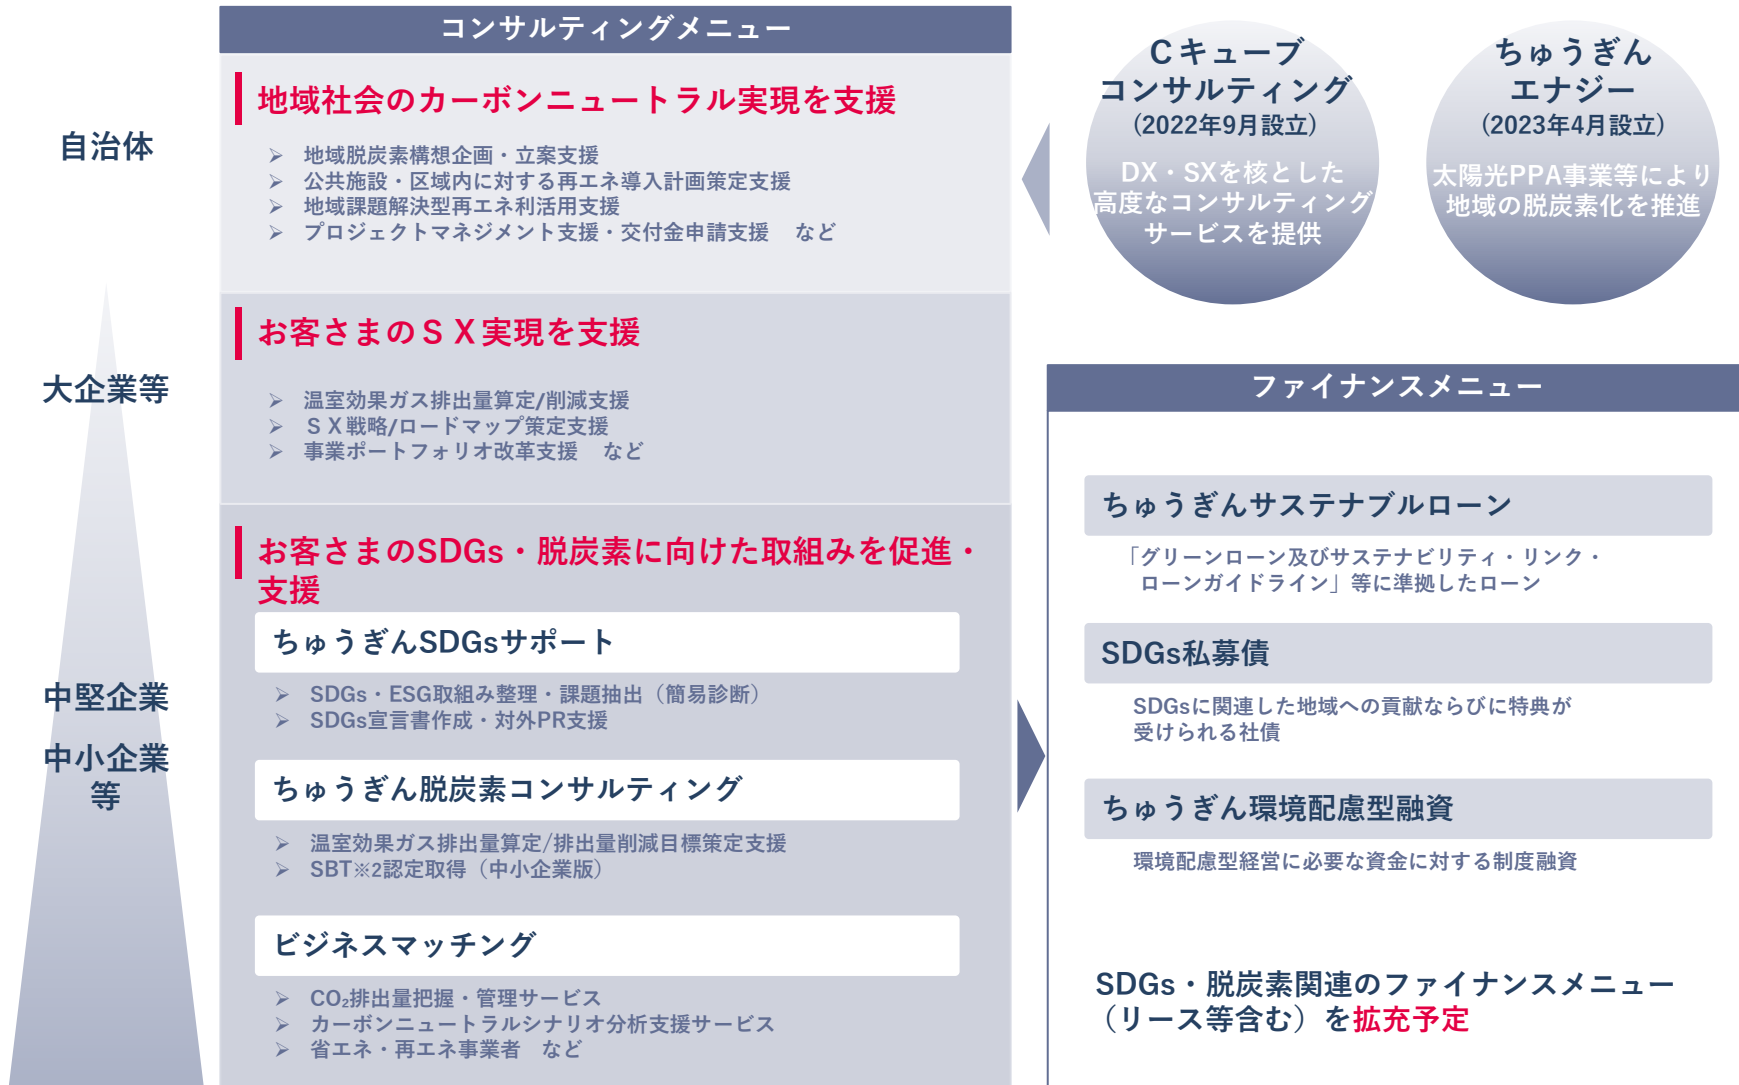 コンサルティングメニュー
自治体
地域社会のカーボンニュートラル実現を支援
➢ 地域脱炭素構想企画・立案支援
➢ 公共施設・区域内に対する再エネ導入計画策定支援
➢ 地域課題解決型再エネ利活用支援
➢ プロジェクトマネジメント支援・交付金申請支援　など
大企業等
お客さまのＳＸ実現を支援
➢ 温室効果ガス排出量算定/削減支援
➢ ＳＸ戦略/ロードマップ策定支援
➢ 事業ポートフォリオ改革支援　など
中堅企業
中小企業
等
お客さまのSDGs・脱炭素に向けた取組みを促進・
支援
ちゅうぎんSDGsサポート
➢ SDGs・ESG取組み整理・課題抽出（簡易診断）
➢ SDGs宣言書作成・対外PR支援
ちゅうぎん脱炭素コンサルティング
➢ 温室効果ガス排出量算定/排出量削減目標策定支援
➢ SBT※2認定取得（中小企業版）
ビジネスマッチング
➢ CO₂排出量把握・管理サービス
➢ カーボンニュートラルシナリオ分析支援サービス
➢ 省エネ・再エネ事業者　など
Ｃキューブ
コンサルティング
(2022年9月設立)
DX・SXを核とした
高度なコンサルティング
サービスを提供
ちゅうぎん
エナジー
(2023年4月設立)
太陽光PPA事業等により
地域の脱炭素化を推進
ファイナンスメニュー
ちゅうぎんサステナブルローン
「グリーンローン及びサステナビリティ・リンク・
ローンガイドライン」等に準拠したローン
SDGs私募債
SDGsに関連した地域への貢献ならびに特典が
受けられる社債
ちゅうぎん環境配慮型融資
環境配慮型経営に必要な資金に対する制度融資
SDGs・脱炭素関連のファイナンスメニュー
（リース等含む）を拡充予定